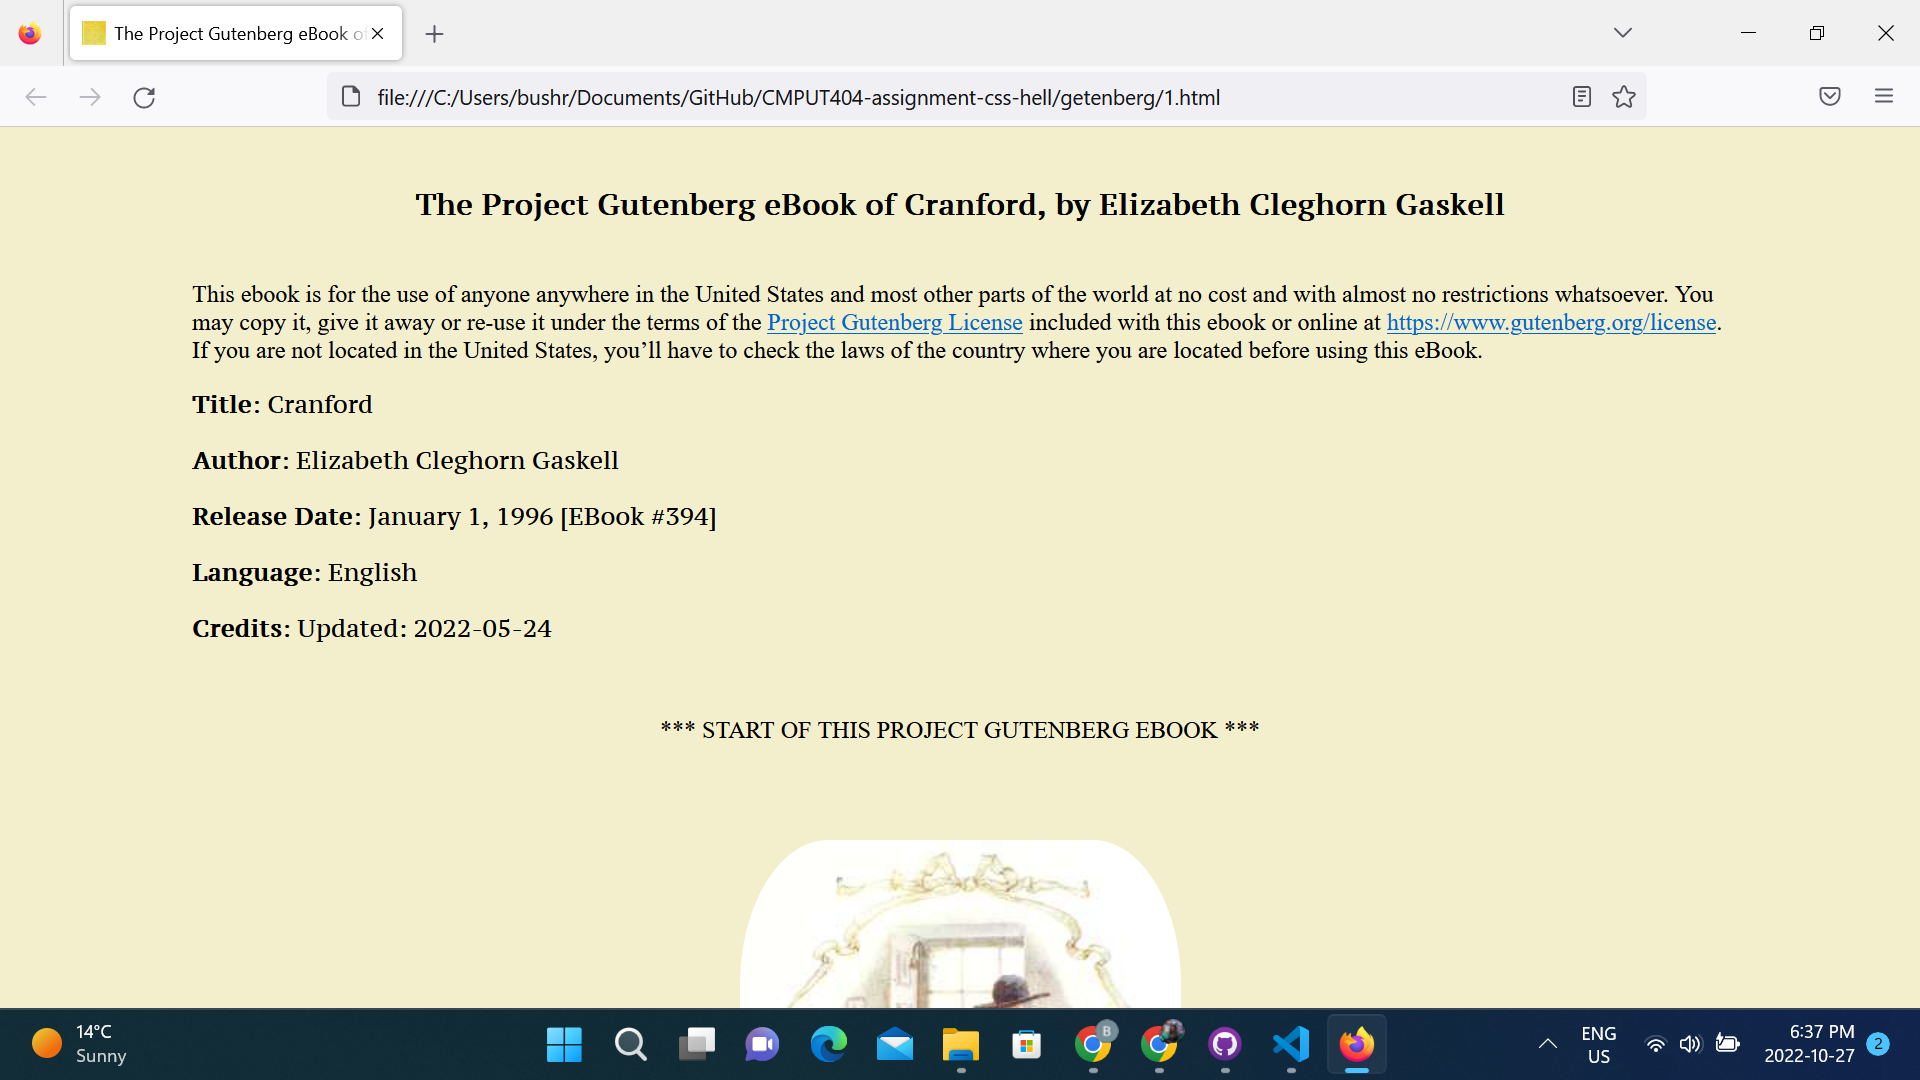 The Project Gutenberg eBook of
file:///C:/Users/bushr/Documents/GitHub/CMPUT404-assignment-css-hell/getenberg/1.html
The Project Gutenberg eBook of Cranford, by Elizabeth Cleghorn Gaskell
This ebook is for the use of anyone anywhere in the United States and most other parts of the world at no cost and with almost no restrictions whatsoever. You
may copy it, give it away or re-use it under the terms of the Project Gutenberg License included with this ebook or online at https://www.gutenberg.org/license.
If you are not located in the United States, you’ll have to check the laws of the country where you are located before using this eBook.
Title: Cranford
Author: Elizabeth Cleghorn Gaskell
Release Date: January 1, 1996 [EBook #394]
Language: English
Credits: Updated: 2022-05-24
*** START OF THIS PROJECT GUTENBERG EBOOK ***
14°C
Sunny
B
ENG
US
6:37 PM
2022-10-27
2